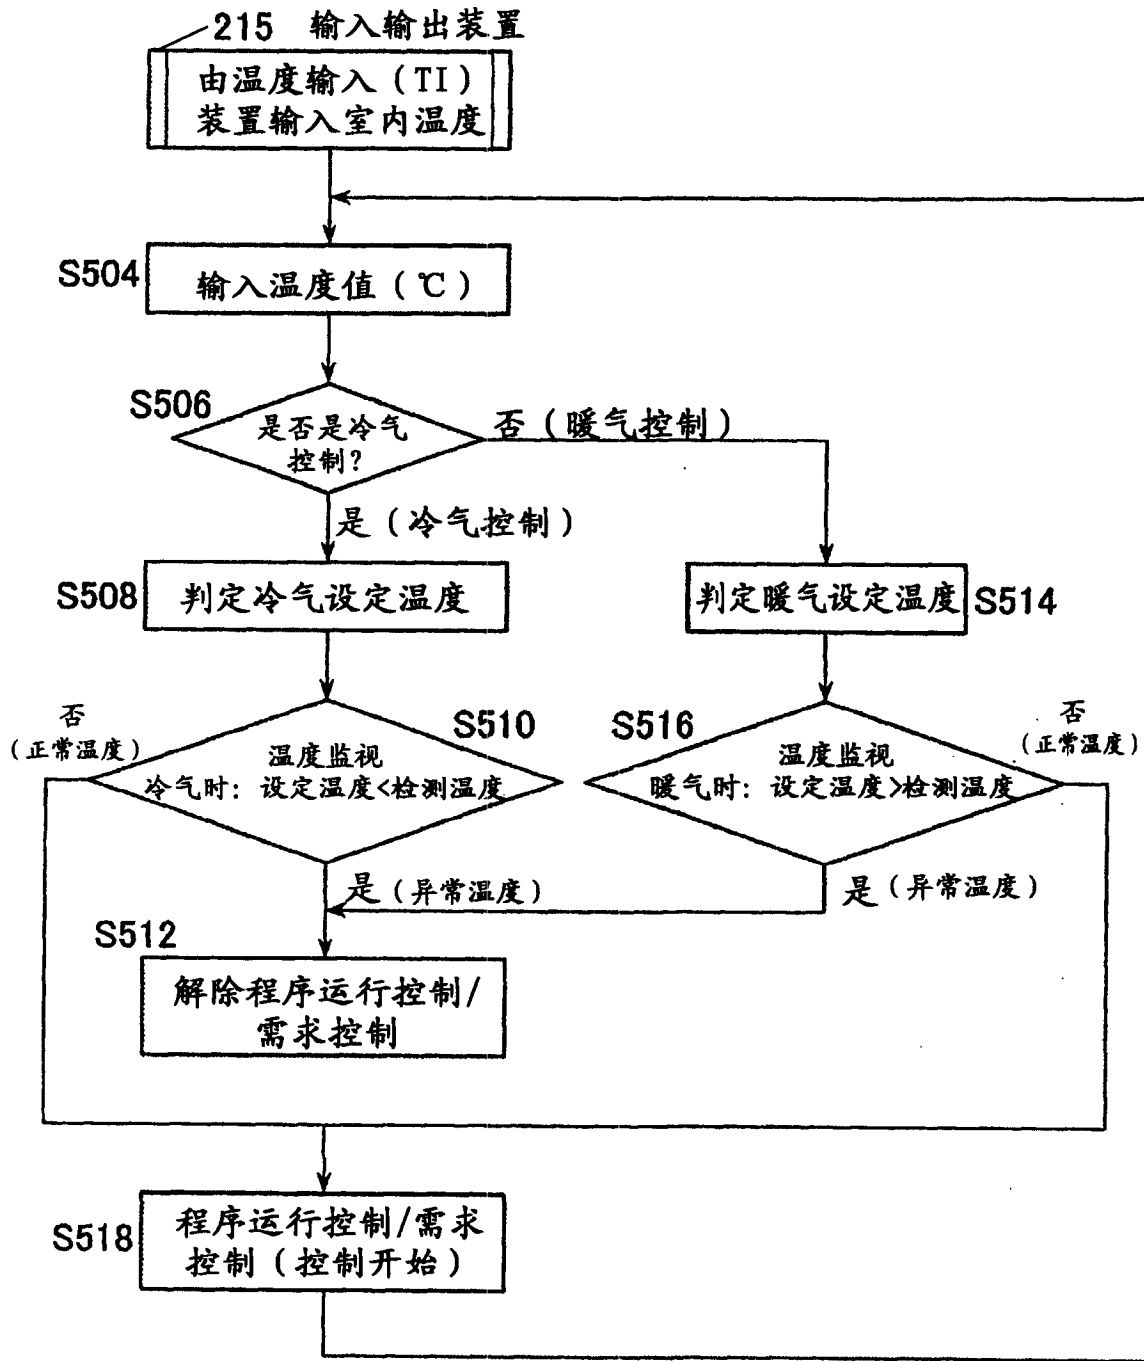 215 输入输出装置
由温度输入(TI)
装置输入室内温度
S504
输入温度值(℃)
S506
是否是冷气
控制?
否(暖气控制)
是(冷气控制)
S508
判定冷气设定温度
判定暖气设定温度
S514
否
(正常温度)
S510
温度监视
冷气时: 设定温度<检测温度
S516
温度监视
暖气时: 设定温度>检测温度
否
(正常温度)
是(异常温度)
是(异常温度)
S512
解除程序运行控制/
需求控制
S518
程序运行控制/需求
控制(控制开始)